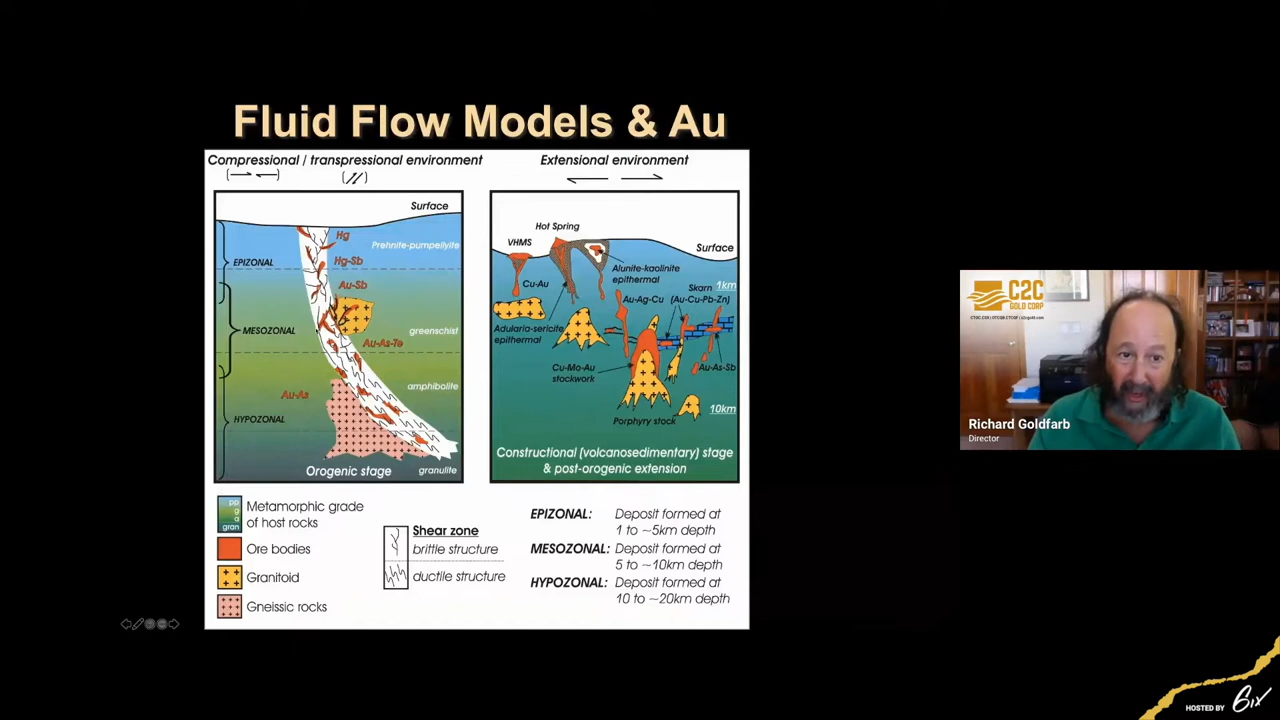 Fluid Flow Models & Au
Compressional / transpressional environment
Extensional environment
Surface
Hg
Prehnite-pumpellyite
EPIZONAL
Hg-Sb
Au-Sb
MESOZONAL
greenschist
Au-As-Te
amphibolite
Au-As
HYPOZONAL
Orogenic stage
granulite
Hot Spring
VHMS
Surface
Alunite-kaolinite
epithermal
1km
Cu-Au
Skarn
Au-Ag-Cu
(Au-Cu-Pb-Zn)
Adularia-sericite
epithermal
Cu-Mo-Au
stockwork
Au-As-Sb
10km
Porphyry stock
Constructional (volcanosedimentary) stage
& post-orogenic extension
pp
g
a
gran
Metamorphic grade
of host rocks
Ore bodies
Granitoid
Gneissic rocks
Shear zone
brittle structure
ductile structure
EPIZONAL: Deposit formed at
1 to ~5km depth
MESOZONAL: Deposit formed at
5 to ~10km depth
HYPOZONAL: Deposit formed at
10 to ~20km depth
C2C
GOLD CORP
Richard Goldfarb
Director
HOSTED BY 6ix